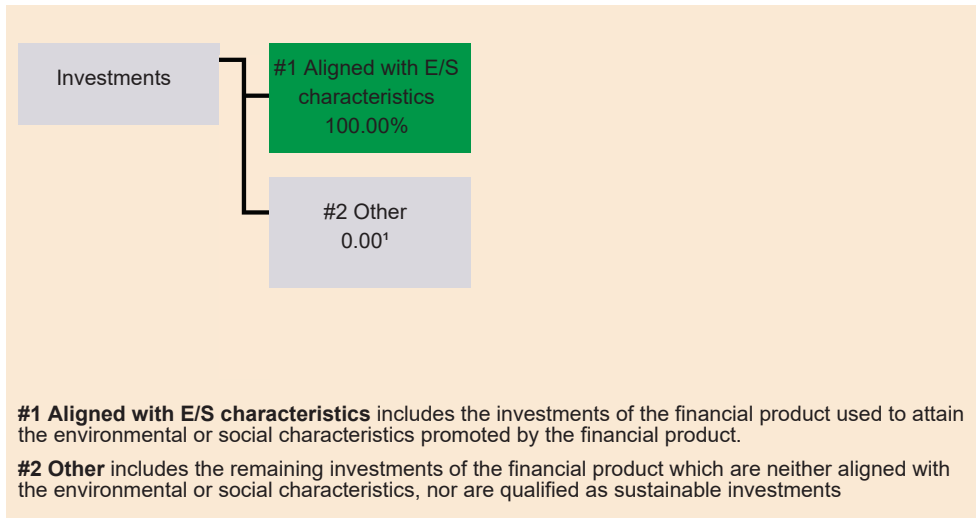 Investments
#1 Aligned with E/S
characteristics
100.00%
#2 Other
0.00¹
#1 Aligned with E/S characteristics includes the investments of the financial product used to attain
the environmental or social characteristics promoted by the financial product.
#2 Other includes the remaining investments of the financial product which are neither aligned with
the environmental or social characteristics, nor are qualified as sustainable investments